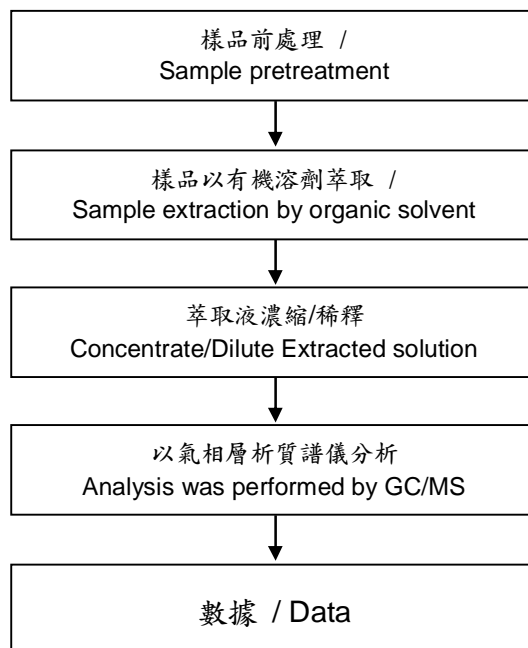 樣品前處理 /
Sample pretreatment
樣品以有機溶劑萃取 /
Sample extraction by organic solvent
萃取液濃縮/稀釋
Concentrate/Dilute Extracted solution
以氣相層析質譜儀分析
Analysis was performed by GC/MS
數據 / Data